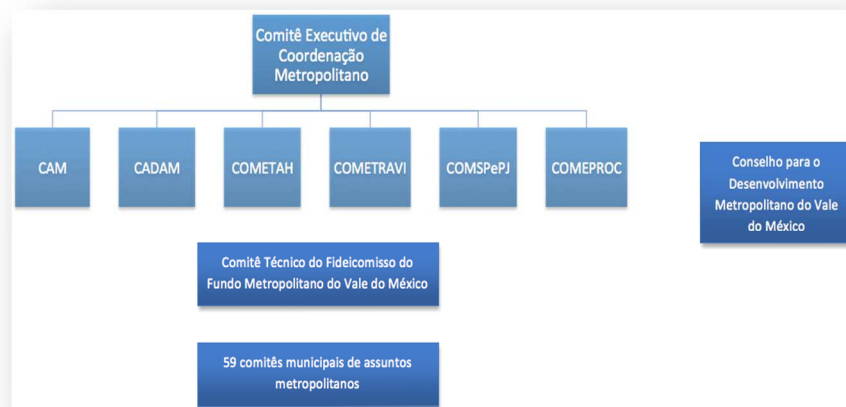 Comitê Executivo de
Coordenação
Metropolitano
CAM
CADAM
COMETAH
COMETRAVI
COMSPePJ
COMEPROC
Conselho para o
Desenvolvimento
Metropolitano do Vale
do México
Comitê Técnico do Fideicomisso do
Fundo Metropolitano do Vale do México
59 comitês municipais de assuntos
metropolitanos